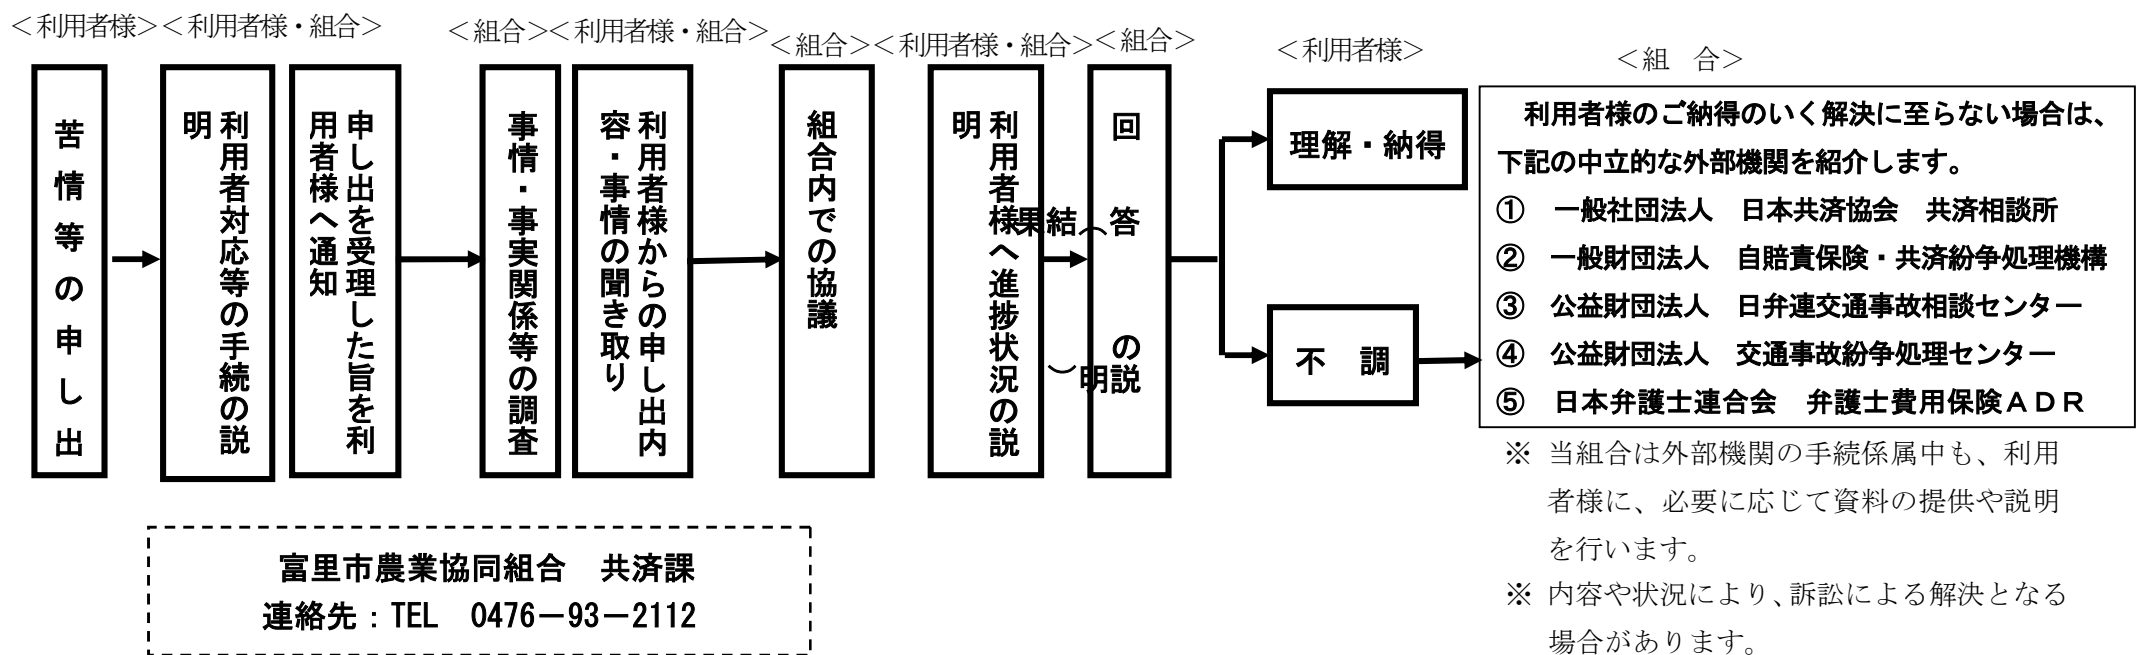 ＜利用者様＞＜利用者様・組合＞
＜組合＞＜利用者様・組合＞
＜組合＞＜利用者様・組合＞＜組合＞
＜利用者様＞
＜組　合＞
苦情等の申し出
利用者対応等の手続の説
明
申し出を受理した旨を利
用者様へ通知
事情・事実関係等の調査
利用者様からの申し出内
容・事情の聞き取り
組合内での協議
利用者様へ進捗状況の説
明
回答（結果の説明）
理解・納得
不　調
利用者様のご納得のいく解決に至らない場合は、
下記の中立的な外部機関を紹介します。
①　一般社団法人　日本共済協会　共済相談所
②　一般財団法人　自賠責保険・共済紛争処理機構
③　公益財団法人　日弁連交通事故相談センター
④　公益財団法人　交通事故紛争処理センター
⑤　日本弁護士連合会　弁護士費用保険ＡＤＲ
※ 当組合は外部機関の手続係属中も、利用
者様に、必要に応じて資料の提供や説明
を行います。
※ 内容や状況により、訴訟による解決となる
場合があります。
富里市農業協同組合　共済課
連絡先：TEL　0476－93－2112